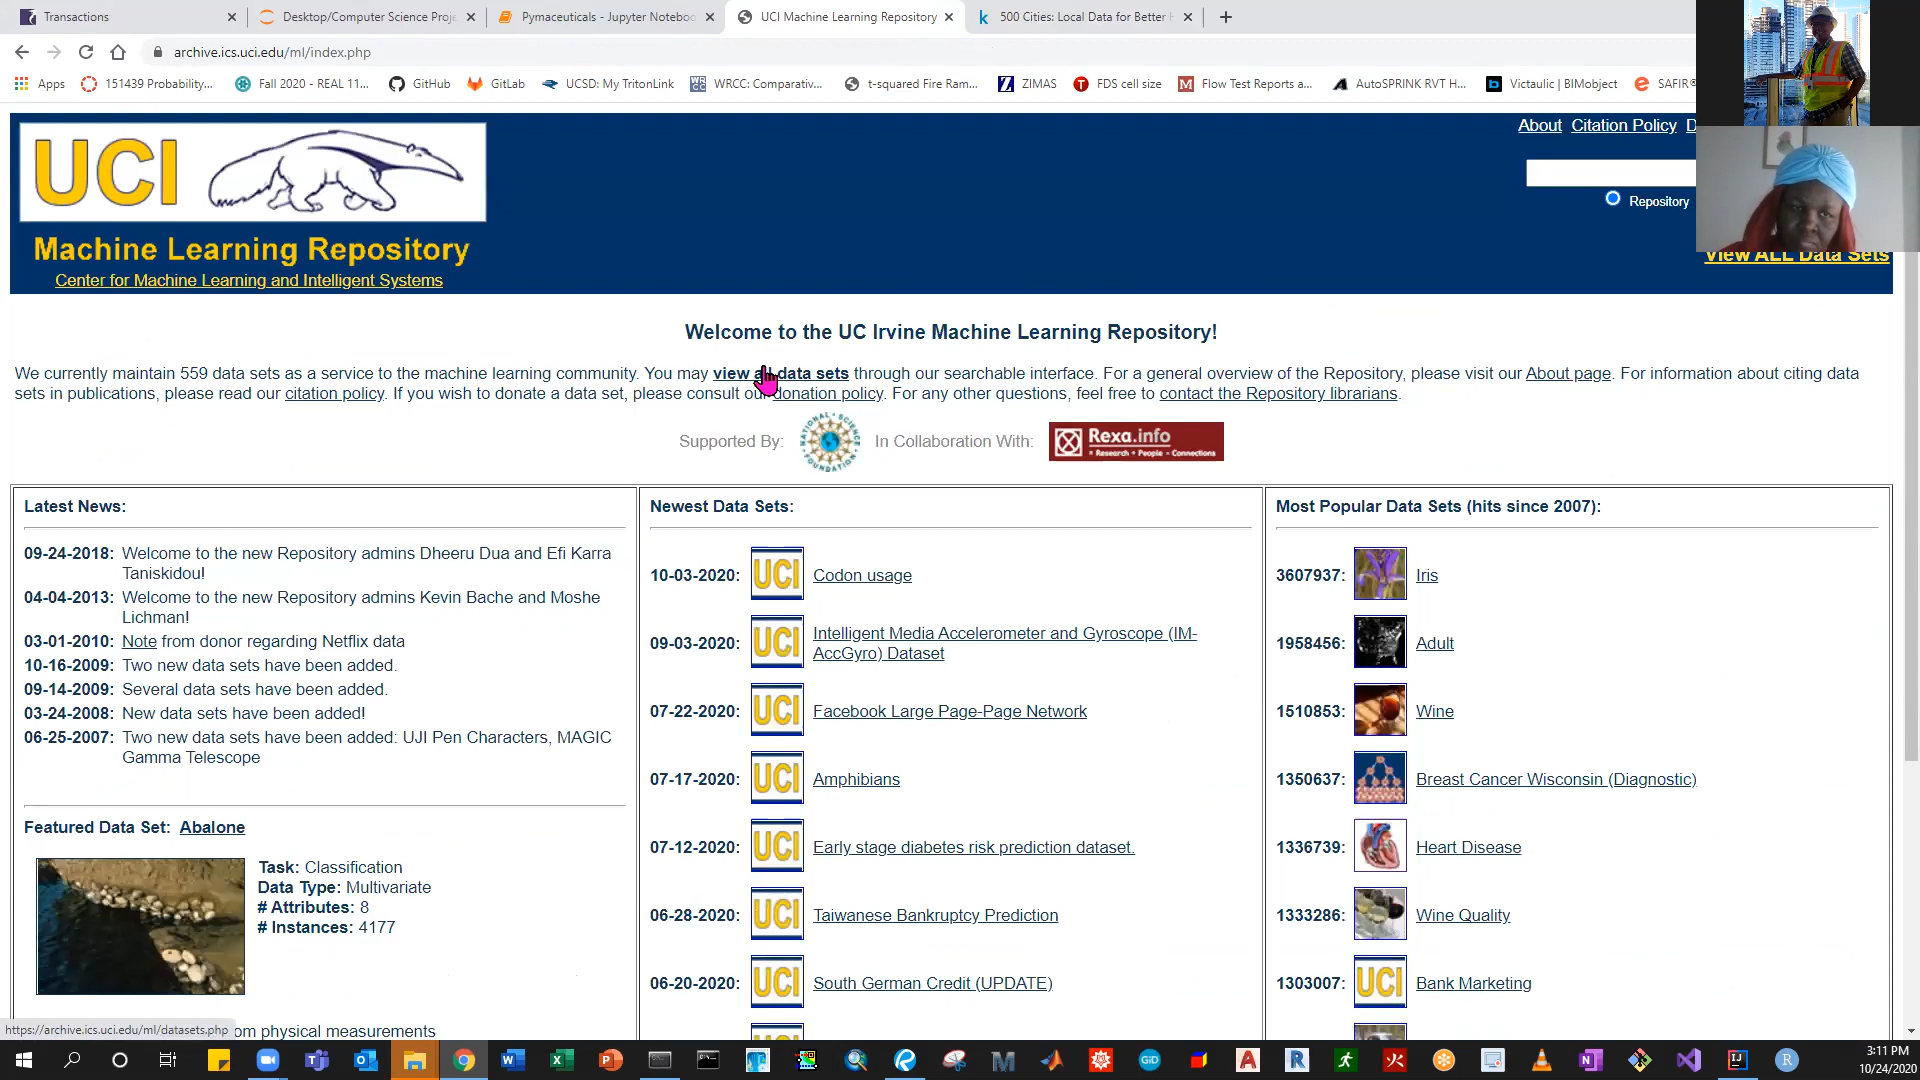 Transactions
Desktop/Computer Science Proje
Pymaceuticals - Jupyter Noteboo
UCI Machine Learning Repository
500 Cities: Local Data for Better H
archive.ics.uci.edu/ml/index.php
Apps
151439 Probability...
Fall 2020 - REAL 11...
GitHub
GitLab
UCSD: My TritonLink
WRCC: Comparativ...
t-squared Fire Ram...
ZIMAS
FDS cell size
Flow Test Reports a...
AutoSPRINK RVT H...
Victaulic | BIMobject
SAFIR®
About Citation Policy D
UCI
Repository
Machine Learning Repository
View ALL Data Sets
Center for Machine Learning and Intelligent Systems
Welcome to the UC Irvine Machine Learning Repository!
We currently maintain 559 data sets as a service to the machine learning community. You may view all data sets through our searchable interface. For a general overview of the Repository, please visit our About page. For information about citing data
sets in publications, please read our citation policy. If you wish to donate a data set, please consult our donation policy. For any other questions, feel free to contact the Repository librarians.
Supported By:
NATIONAL SCIENCE FOUNDATION
In Collaboration With:
Rexa.info
Research • People • Connections
Latest News:
09-24-2018: Welcome to the new Repository admins Dheeru Dua and Efi Karra
Taniskidou!
04-04-2013: Welcome to the new Repository admins Kevin Bache and Moshe
Lichman!
03-01-2010: Note from donor regarding Netflix data
10-16-2009: Two new data sets have been added.
09-14-2009: Several data sets have been added.
03-24-2008: New data sets have been added!
06-25-2007: Two new data sets have been added: UJI Pen Characters, MAGIC
Gamma Telescope
Featured Data Set: Abalone
Task: Classification
Data Type: Multivariate
# Attributes: 8
# Instances: 4177
om physical measurements
https://archive.ics.uci.edu/ml/datasets.php
Newest Data Sets:
10-03-2020: UCI Codon usage
09-03-2020: UCI Intelligent Media Accelerometer and Gyroscope (IM-
AccGyro) Dataset
07-22-2020: UCI Facebook Large Page-Page Network
07-17-2020: UCI Amphibians
07-12-2020: UCI Early stage diabetes risk prediction dataset.
06-28-2020: UCI Taiwanese Bankruptcy Prediction
06-20-2020: UCI South German Credit (UPDATE)
Most Popular Data Sets (hits since 2007):
3607937: Iris
1958456: Adult
1510853: Wine
1350637: Breast Cancer Wisconsin (Diagnostic)
1336739: Heart Disease
1333286: Wine Quality
1303007: UCI Bank Marketing
3:11 PM
10/24/2020